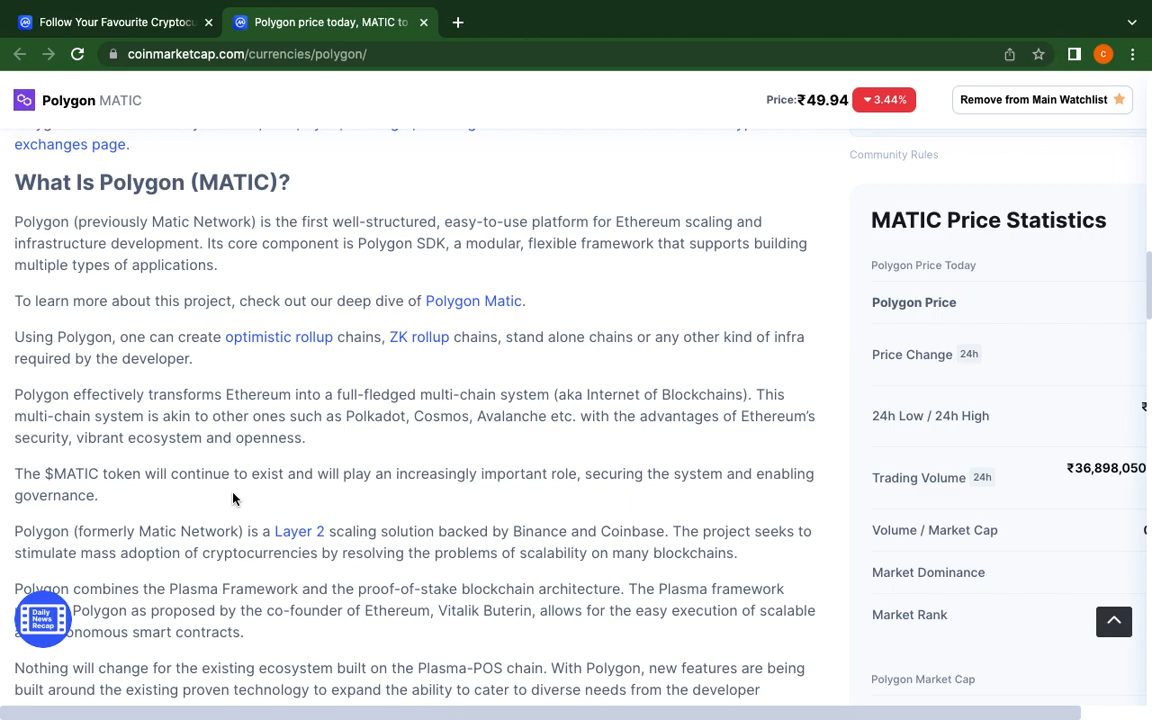 Follow Your Favourite Cryptocu
Polygon price today, MATIC to
coinmarketcap.com/currencies/polygon/
C
Polygon MATIC
Price: ₹49.94
3.44%
Remove from Main Watchlist
exchanges page.
What Is Polygon (MATIC)?
Polygon (previously Matic Network) is the first well-structured, easy-to-use platform for Ethereum scaling and
infrastructure development. Its core component is Polygon SDK, a modular, flexible framework that supports building
multiple types of applications.
To learn more about this project, check out our deep dive of Polygon Matic.
Using Polygon, one can create optimistic rollup chains, ZK rollup chains, stand alone chains or any other kind of infra
required by the developer.
Polygon effectively transforms Ethereum into a full-fledged multi-chain system (aka Internet of Blockchains). This
multi-chain system is akin to other ones such as Polkadot, Cosmos, Avalanche etc. with the advantages of Ethereum's
security, vibrant ecosystem and openness.
The $MATIC token will continue to exist and will play an increasingly important role, securing the system and enabling
governance.
Polygon (formerly Matic Network) is a Layer 2 scaling solution backed by Binance and Coinbase. The project seeks to
stimulate mass adoption of cryptocurrencies by resolving the problems of scalability on many blockchains.
Polygon combines the Plasma Framework and the proof-of-stake blockchain architecture. The Plasma framework
Polygon as proposed by the co-founder of Ethereum, Vitalik Buterin, allows for the easy execution of scalable
onomous smart contracts.
Nothing will change for the existing ecosystem built on the Plasma-POS chain. With Polygon, new features are being
built around the existing proven technology to expand the ability to cater to diverse needs from the developer
Daily
News
Recap
Community Rules
MATIC Price Statistics
Polygon Price Today
Polygon Price
Price Change 24h
24h Low / 24h High ₹
Trading Volume 24h ₹36,898,050
Volume / Market Cap 0
Market Dominance
Market Rank
Polygon Market Cap